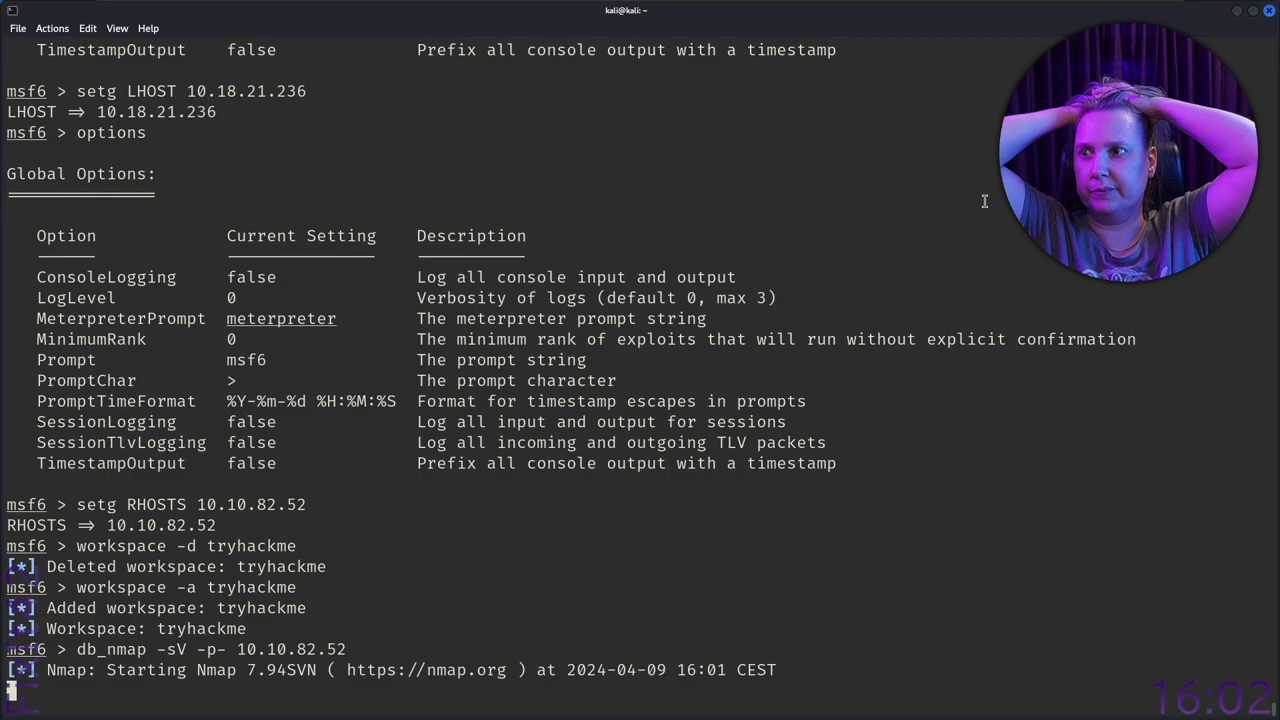 kali@kali: ~
File Actions Edit View Help
TimestampOutput false Prefix all console output with a timestamp
msf6 > setg LHOST 10.18.21.236
LHOST ⇒ 10.18.21.236
msf6 > options
Global Options:
Option Current Setting Description
ConsoleLogging false Log all console input and output
LogLevel 0 Verbosity of logs (default 0, max 3)
MeterpreterPrompt meterpreter The meterpreter prompt string
MinimumRank 0 The minimum rank of exploits that will run without explicit confirmation
Prompt msf6 The prompt string
PromptChar > The prompt character
PromptTimeFormat %Y-%m-%d %H:%M:%S Format for timestamp escapes in prompts
SessionLogging false Log all input and output for sessions
SessionTlvLogging false Log all incoming and outgoing TLV packets
TimestampOutput false Prefix all console output with a timestamp
msf6 > setg RHOSTS 10.10.82.52
RHOSTS ⇒ 10.10.82.52
msf6 > workspace -d tryhackme
[*] Deleted workspace: tryhackme
msf6 > workspace -a tryhackme
[*] Added workspace: tryhackme
[*] Workspace: tryhackme
msf6 > db_nmap -sV -p- 10.10.82.52
[*] Nmap: Starting Nmap 7.94SVN ( https://nmap.org ) at 2024-04-09 16:01 CEST
16:02